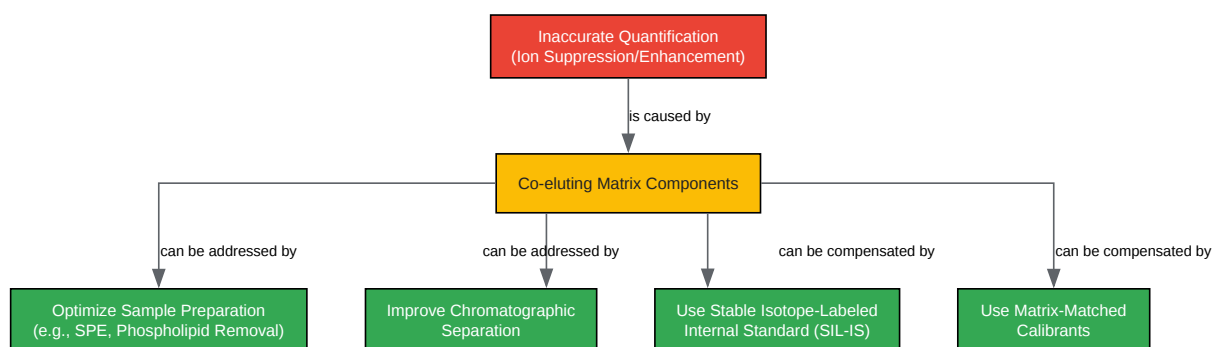 Inaccurate Quantification
(Ion Suppression/Enhancement)
is caused by
Co-eluting Matrix Components
can be addressed by
can be addressed by
can be compensated by
can be compensated by
Optimize Sample Preparation
(e.g., SPE, Phospholipid Removal)
Improve Chromatographic
Separation
Use Stable Isotope-Labeled
Internal Standard (SIL-IS)
Use Matrix-Matched
Calibrants